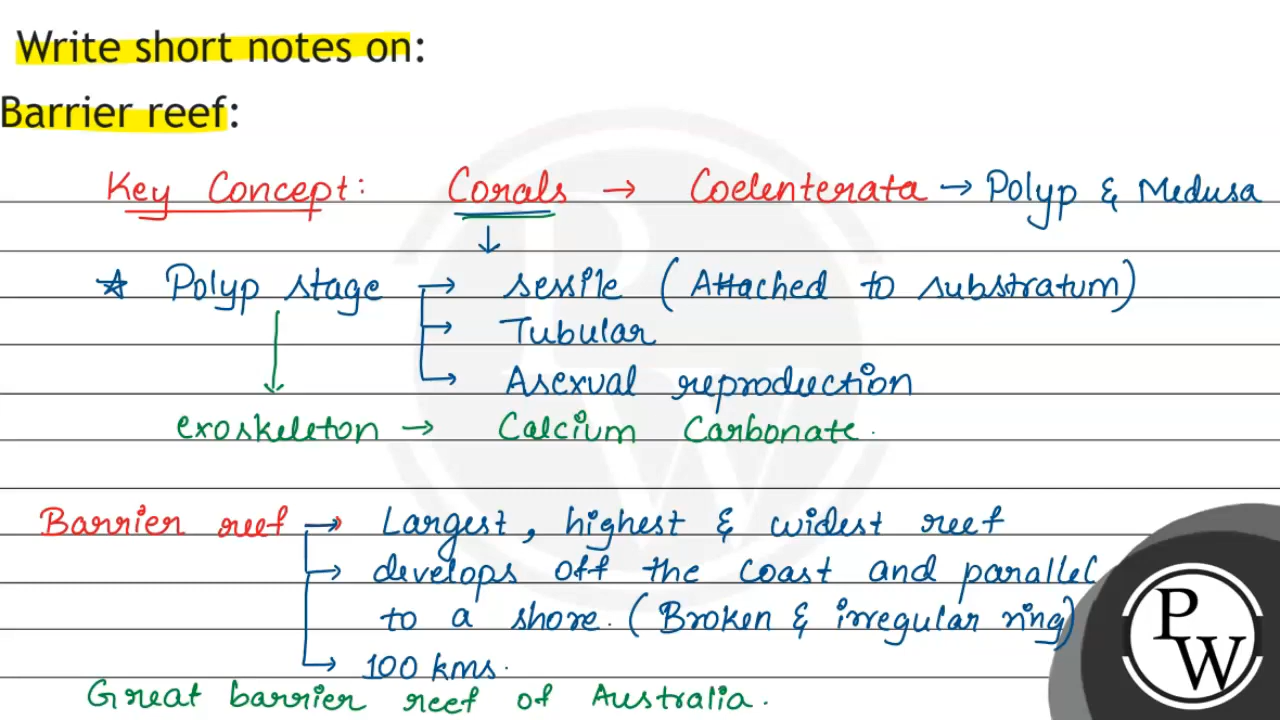 Write short notes on:
Barrier reef:
Key Concept: Corals → Coelenterata → Polyp & Medusa
↓
☆ Polyp stage → sessile (Attached to substratum)
→ Tubular
→ Asexual reproduction
exoskeleton → Calcium Carbonate.
Barrier reef → Largest, highest & widest reef
→ develops off the coast and parallel
to a shore. (Broken & irregular ring)
→ 100 kms.
Great barrier reef of Australia.
P
W